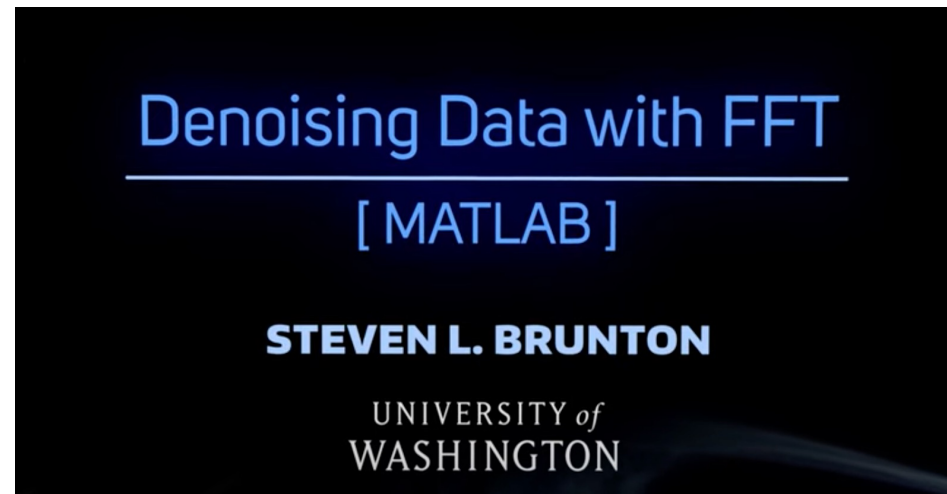 Denoising Data with FFT
[ MATLAB ]
STEVEN L. BRUNTON
UNIVERSITY of
WASHINGTON